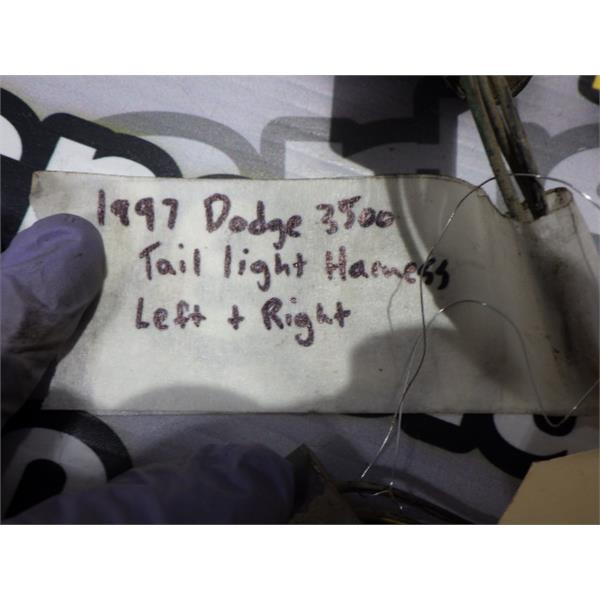 1997 Dodge 3500
Tail light Harness
Left + Right